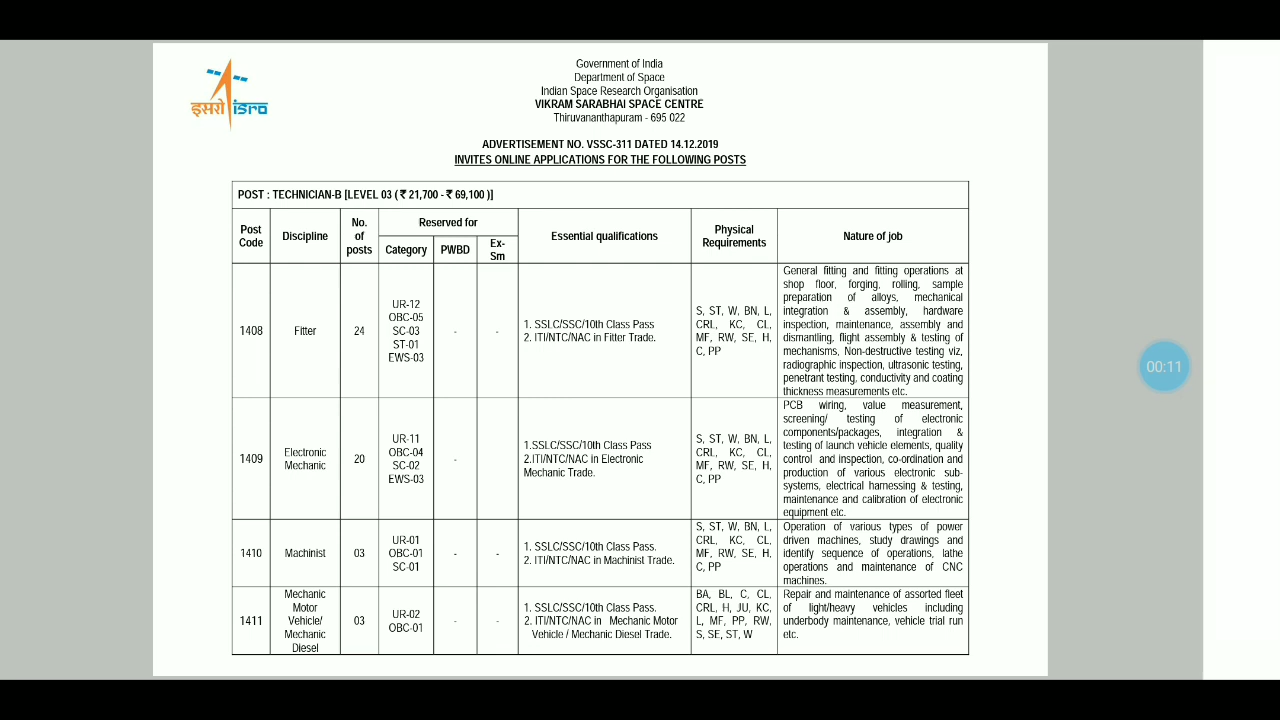 इसरो isro
Government of India
Department of Space
Indian Space Research Organisation
VIKRAM SARABHAI SPACE CENTRE
Thiruvananthapuram - 695 022
ADVERTISEMENT NO. VSSC-311 DATED 14.12.2019
INVITES ONLINE APPLICATIONS FOR THE FOLLOWING POSTS
POST : TECHNICIAN-B [LEVEL 03 ( ₹ 21,700 - ₹ 69,100 )]
Post
Code
Discipline
No.
of
posts
Reserved for
Category
PWBD
Ex-
Sm
Essential qualifications
Physical
Requirements
Nature of job
1408
Fitter
24
UR-12
OBC-05
SC-03
ST-01
EWS-03
-
-
1. SSLC/SSC/10th Class Pass
2. ITI/NTC/NAC in Fitter Trade.
S, ST, W, BN, L,
CRL, KC, CL,
MF, RW, SE, H,
C, PP
General fitting and fitting operations at
shop floor, forging, rolling, sample
preparation of alloys, mechanical
integration & assembly, hardware
inspection, maintenance, assembly and
dismantling, flight assembly & testing of
mechanisms, Non-destructive testing viz,
radiographic inspection, ultrasonic testing,
penetrant testing, conductivity and coating
thickness measurements etc.
1409
Electronic
Mechanic
20
UR-11
OBC-04
SC-02
EWS-03
-
1.SSLC/SSC/10th Class Pass
2.ITI/NTC/NAC in Electronic
Mechanic Trade.
S, ST, W, BN, L,
CRL, KC, CL,
MF, RW, SE, H,
C, PP
PCB wiring, value measurement,
screening/ testing of electronic
components/packages, integration &
testing of launch vehicle elements, quality
control and inspection, co-ordination and
production of various electronic sub-
systems, electrical harnessing & testing,
maintenance and calibration of electronic
equipment etc.
1410
Machinist
03
UR-01
OBC-01
SC-01
-
-
1. SSLC/SSC/10th Class Pass.
2. ITI/NTC/NAC in Machinist Trade.
S, ST, W, BN, L,
CRL, KC, CL,
MF, RW, SE, H,
C, PP
Operation of various types of power
driven machines, study drawings and
identify sequence of operations, lathe
operations and maintenance of CNC
machines.
1411
Mechanic
Motor
Vehicle/
Mechanic
Diesel
03
UR-02
OBC-01
-
-
1. SSLC/SSC/10th Class Pass.
2. ITI/NTC/NAC in Mechanic Motor
Vehicle / Mechanic Diesel Trade.
BA, BL, C, CL,
CRL, H, JU, KC,
L, MF, PP, RW,
S, SE, ST, W
Repair and maintenance of assorted fleet
of light/heavy vehicles including
underbody maintenance, vehicle trial run
etc.
00:11